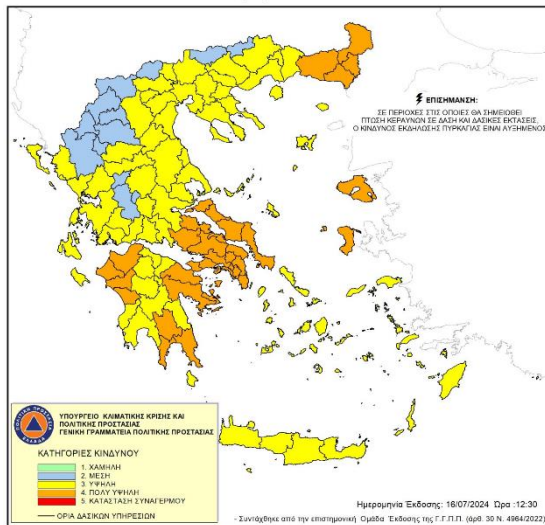 ΕΠΙΣΗΜΑΝΣΗ:
ΣΕ ΠΕΡΙΟΧΕΣ ΣΤΙΣ ΟΠΟΙΕΣ ΘΑ ΣΗΜΕΙΩΘΕΙ
ΠΤΩΣΗ ΚΕΡΑΥΝΩΝ ΣΕ ΔΑΣΗ ΚΑΙ ΔΑΣΙΚΕΣ ΕΚΤΑΣΕΙΣ,
Ο ΚΙΝΔΥΝΟΣ ΕΚΔΗΛΩΣΗΣ ΠΥΡΚΑΓΙΑΣ ΕΙΝΑΙ ΑΥΞΗΜΕΝΟΣ
ΠΟΛΙΤΙΚΗ ΠΡΟΣΤΑΣΙΑ
ΕΛΛΑΔΑ
ΥΠΟΥΡΓΕΙΟ ΚΛΙΜΑΤΙΚΗΣ ΚΡΙΣΗΣ ΚΑΙ
ΠΟΛΙΤΙΚΗΣ ΠΡΟΣΤΑΣΙΑΣ
ΓΕΝΙΚΗ ΓΡΑΜΜΑΤΕΙΑ ΠΟΛΙΤΙΚΗΣ ΠΡΟΣΤΑΣΙΑΣ
ΚΑΤΗΓΟΡΙΕΣ ΚΙΝΔΥΝΟΥ
1. ΧΑΜΗΛΗ
2. ΜΕΣΗ
3. ΥΨΗΛΗ
4. ΠΟΛΥ ΥΨΗΛΗ
5. ΚΑΤΑΣΤΑΣΗ ΣΥΝΑΓΕΡΜΟΥ
ΟΡΙΑ ΔΑΣΙΚΩΝ ΥΠΗΡΕΣΙΩΝ
Ημερομηνία Έκδοσης: 16/07/2024 Ώρα :12:30
- Συντάχθηκε από την επιστημονική Ομάδα Έκδοσης της Γ.Γ.Π.Π. (άρθ. 30 Ν. 4964/2022)